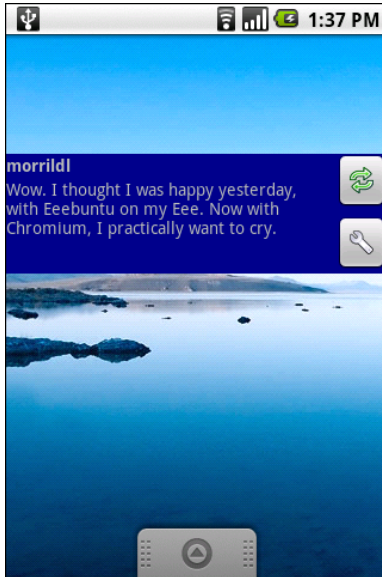 1:37 PM
morrildl
Wow. I thought I was happy yesterday,
with Eeebuntu on my Eee. Now with
Chromium, I practically want to cry.